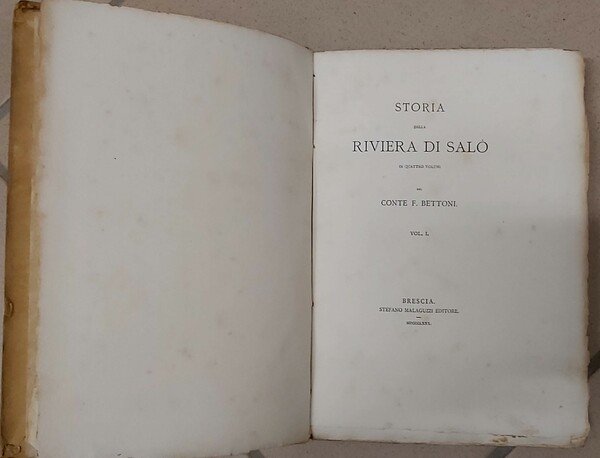 STORIA
DELLA
RIVIERA DI SALÒ
IN QUATTRO VOLUMI
DEL
CONTE F. BETTONI.
VOL. I.
BRESCIA.
STEFANO MALAGUZZI EDITORE.
MDCCCLXXX.